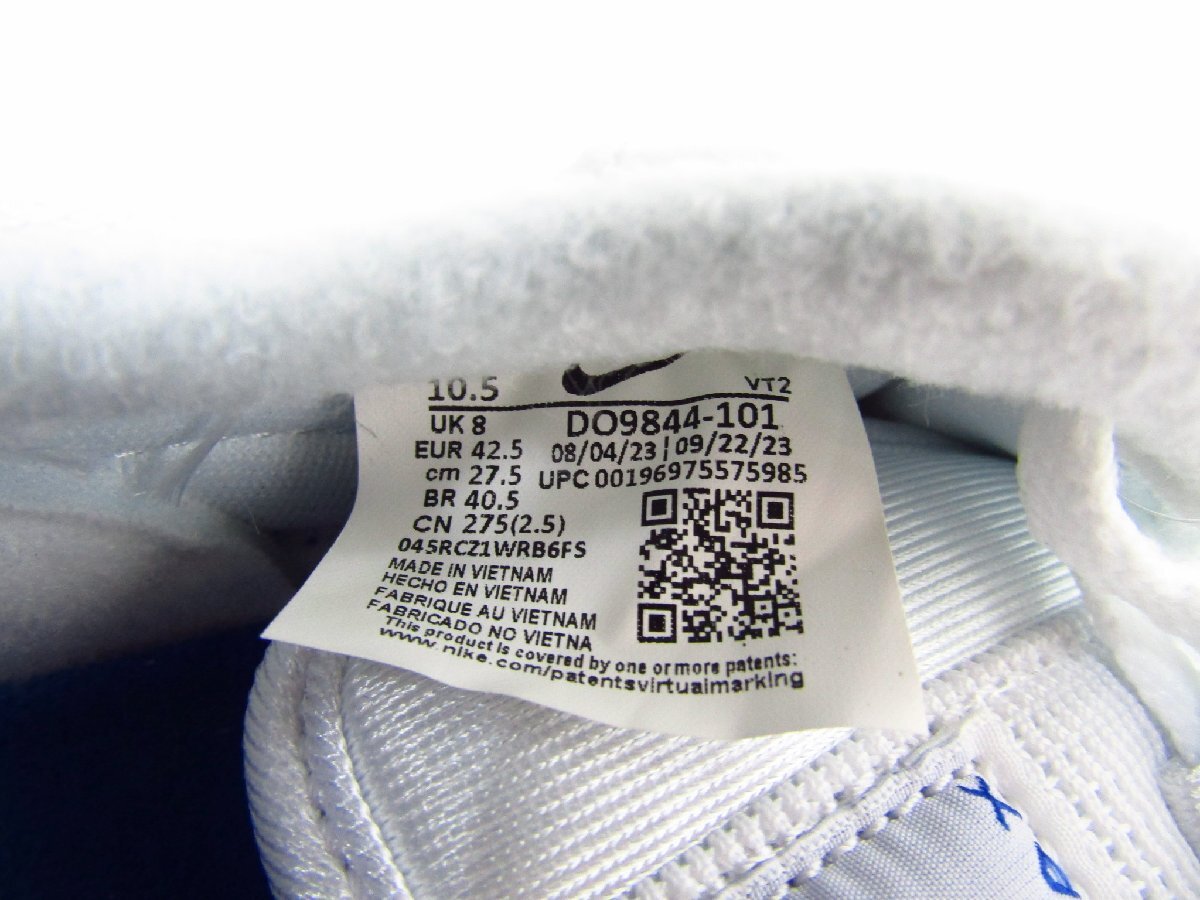 10.5 VT2
UK 8 DO9844-101
EUR 42.5 08/04/23 | 09/22/23
cm 27.5 UPC 00196975575985
BR 40.5
CN 275(2.5)
045RCZ1WRB6FS
MADE IN VIETNAM
HECHO EN VIETNAM
FABRIQUE AU VIETNAM
FABRICADO NO VIETNA
This product is covered by one or more patents:
www.nike.com/patentsvirtualmarking
X